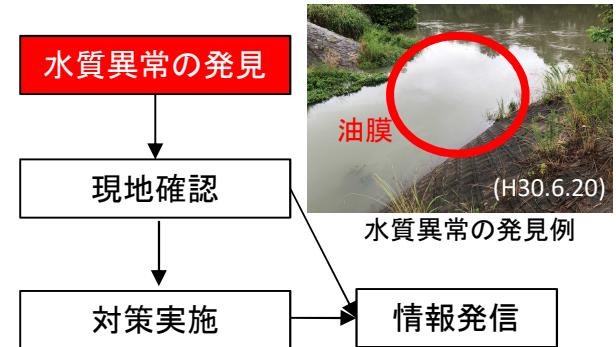 水質異常の発見
油膜
(H30.6.20)
水質異常の発見例
現地確認
対策実施
情報発信